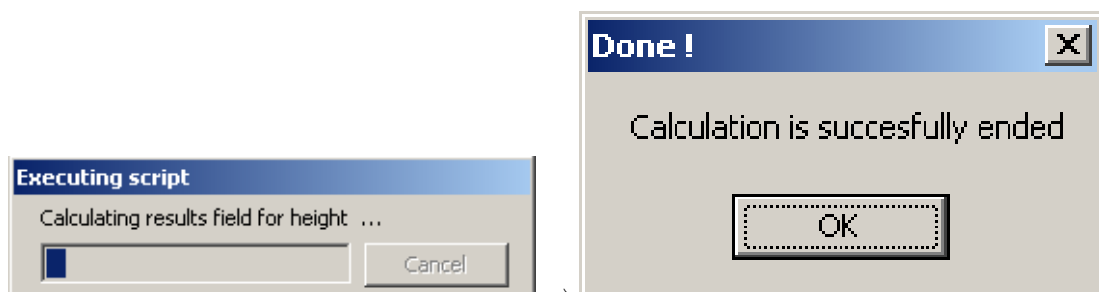 Executing script
Calculating results field for height ...
Cancel
Done !
Calculation is succesfully ended
OK